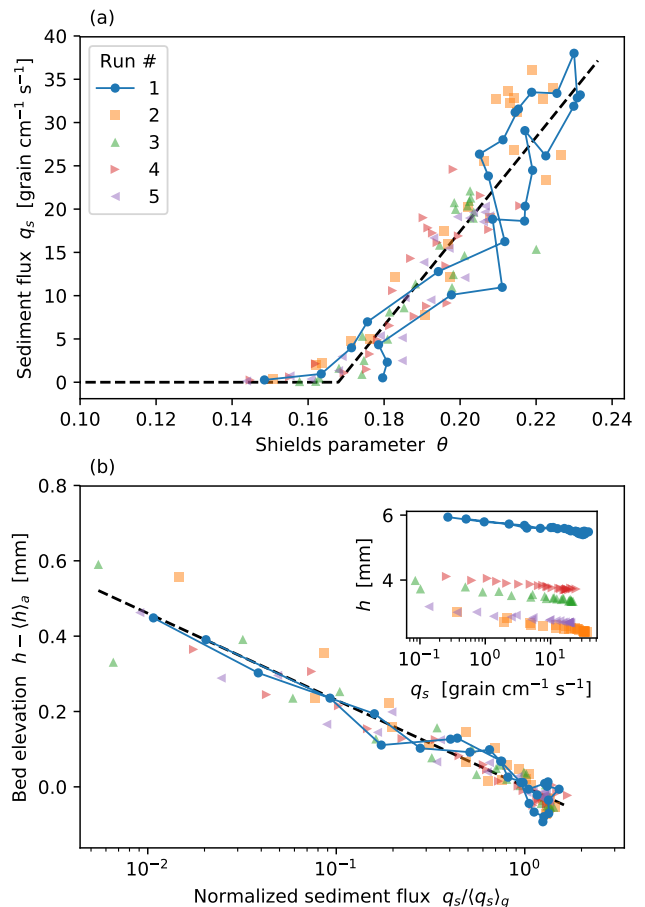 (a)
40
35
30
25
20
15
10
5
0
Sediment flux q_s [grain cm⁻¹ s⁻¹]
Run #
1
2
3
4
5
0.10 0.12 0.14 0.16 0.18 0.20 0.22 0.24
Shields parameter θ
(b)
0.8
0.6
0.4
0.2
0.0
Bed elevation h − ⟨h⟩ₐ [mm]
6
4
h [mm]
10⁻¹ 10⁰ 10¹
q_s [grain cm⁻¹ s⁻¹]
10⁻² 10⁻¹ 10⁰
Normalized sediment flux q_s/⟨q_s⟩_g